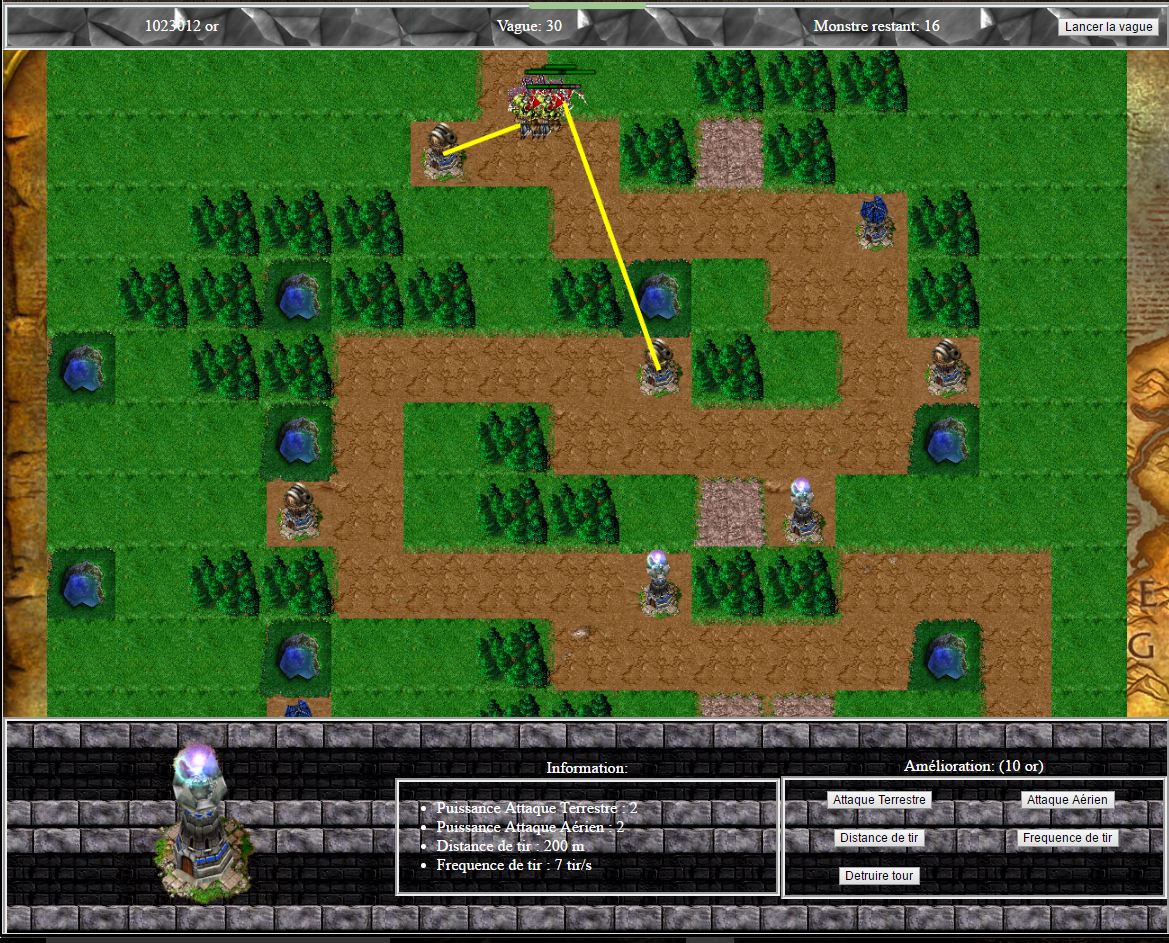 1023012 or
Vague: 30
Monstre restant: 16
Lancer la vague
E
G
Information:
• Puissance Attaque Terrestre : 2
• Puissance Attaque Aérien : 2
• Distance de tir : 200 m
• Frequence de tir : 7 tir/s
Amélioration: (10 or)
Attaque Terrestre
Attaque Aérien
Distance de tir
Frequence de tir
Detruire tour